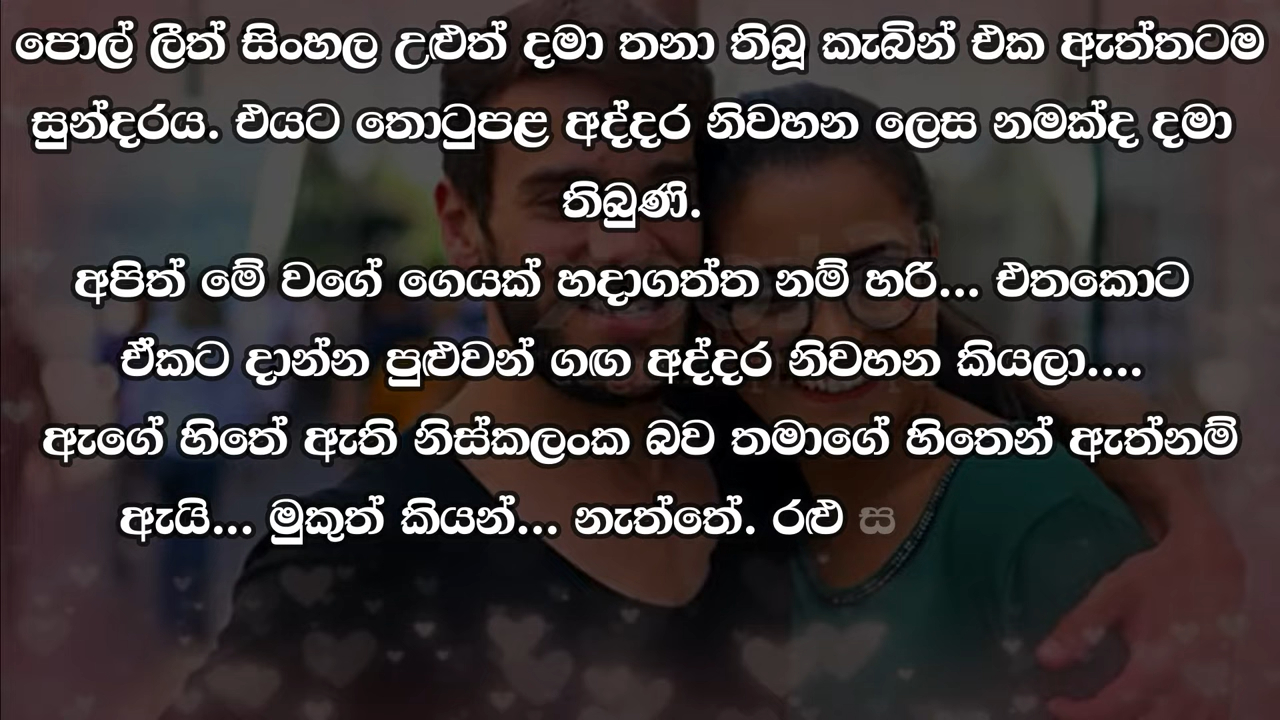 පොල් ලීත් සිංහල උළුත් දමා තනා තිබූ කැබින් එක ඇත්තටම
සුන්දරය. එයට තොටුපළ අද්දර නිවහන ලෙස නමක්ද දමා
තිබුණි.
අපිත් මේ වගේ ගෙයක් හදාගත්ත නම් හරි... එතකොට
ඒකට දාන්න පුළුවන් ගඟ අද්දර නිවහන කියලා....
ඇගේ හිතේ ඇති නිස්කලංක බව තමාගේ හිතෙන් ඇත්නම්
ඇයි... මුකුත් කියන්... නැත්තේ. රළු ස